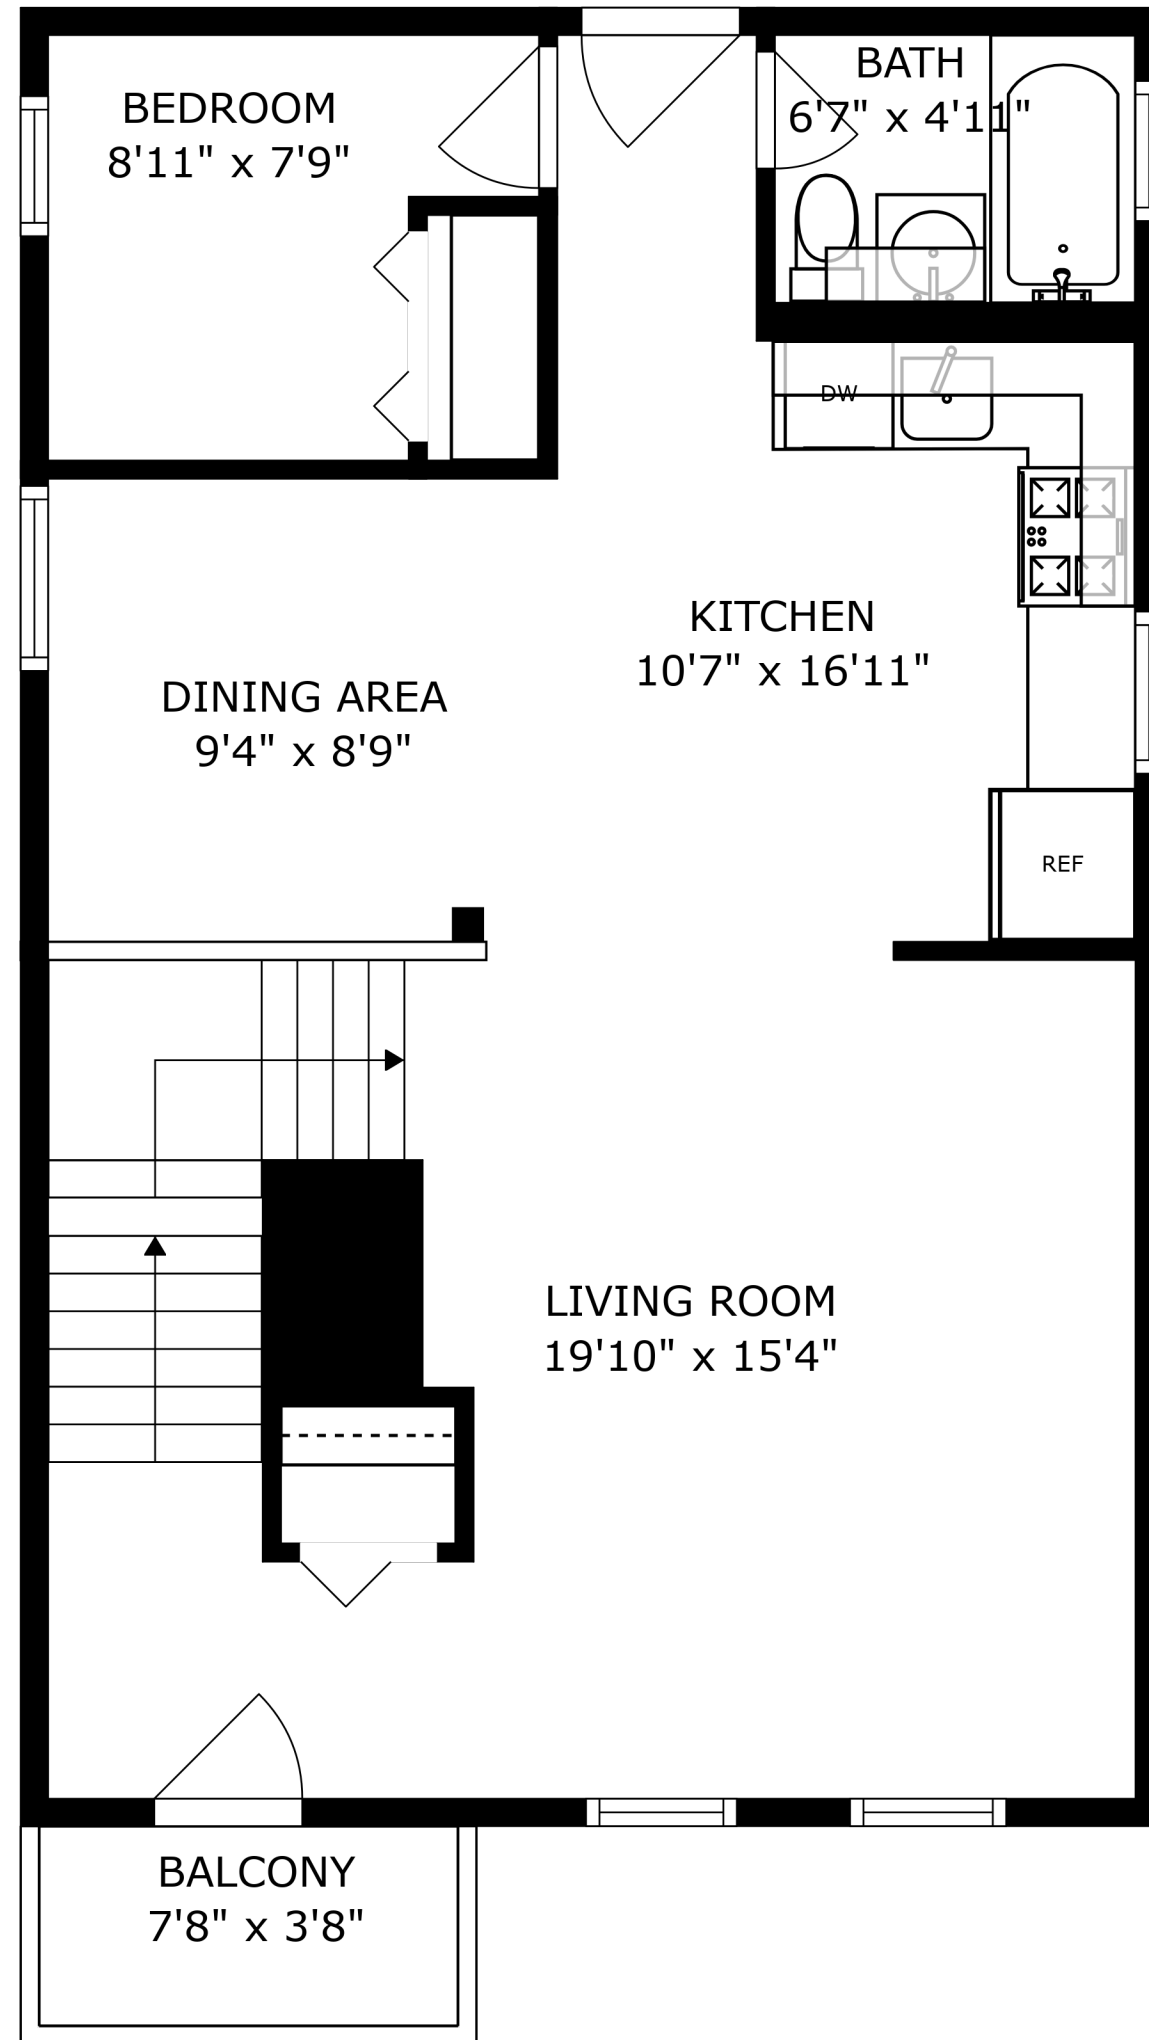 BATH
6'7" x 4'11"
BEDROOM
8'11" x 7'9"
DW
KITCHEN
10'7" x 16'11"
DINING AREA
9'4" x 8'9"
REF
LIVING ROOM
19'10" x 15'4"
BALCONY
7'8" x 3'8"